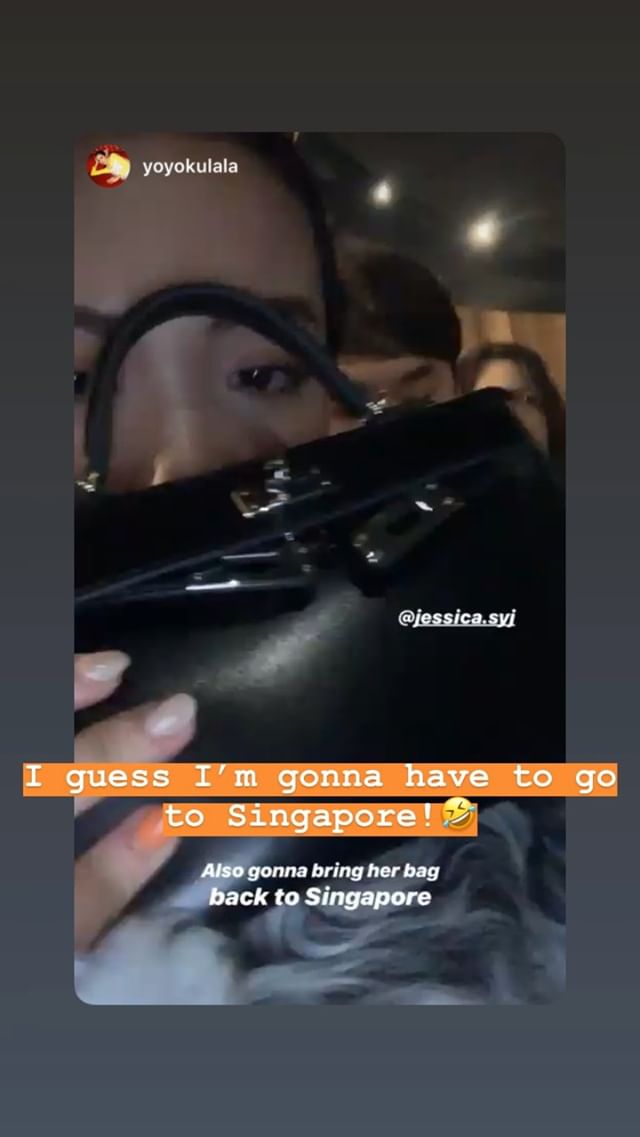 yoyokulala
@jessica.syj
I guess I’m gonna have to go
to Singapore!🤣
Also gonna bring her bag
back to Singapore